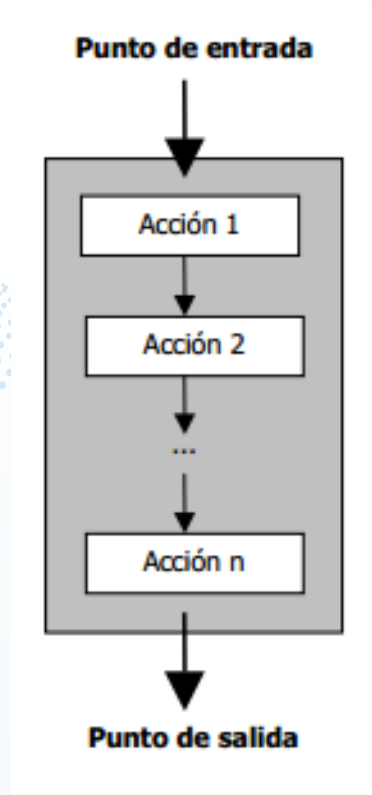 Punto de entrada
Acción 1
Acción 2
...
Acción n
Punto de salida